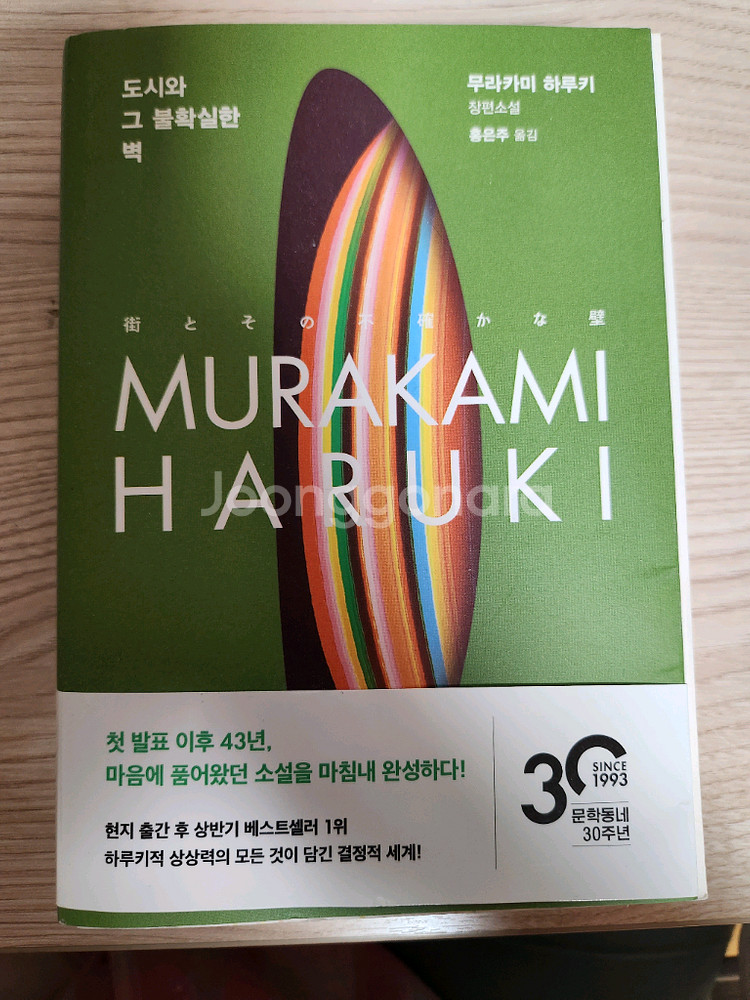 도시와
그 불확실한
벽
무라카미 하루키
장편소설
홍은주 옮김
街とその不確かな壁
MURAKAMI
HARUKI
Joonggonara
첫 발표 이후 43년,
마음에 품어왔던 소설을 마침내 완성하다!
현지 출간 후 상반기 베스트셀러 1위
하루키적 상상력의 모든 것이 담긴 결정적 세계!
30
SINCE
1993
문학동네
30주년